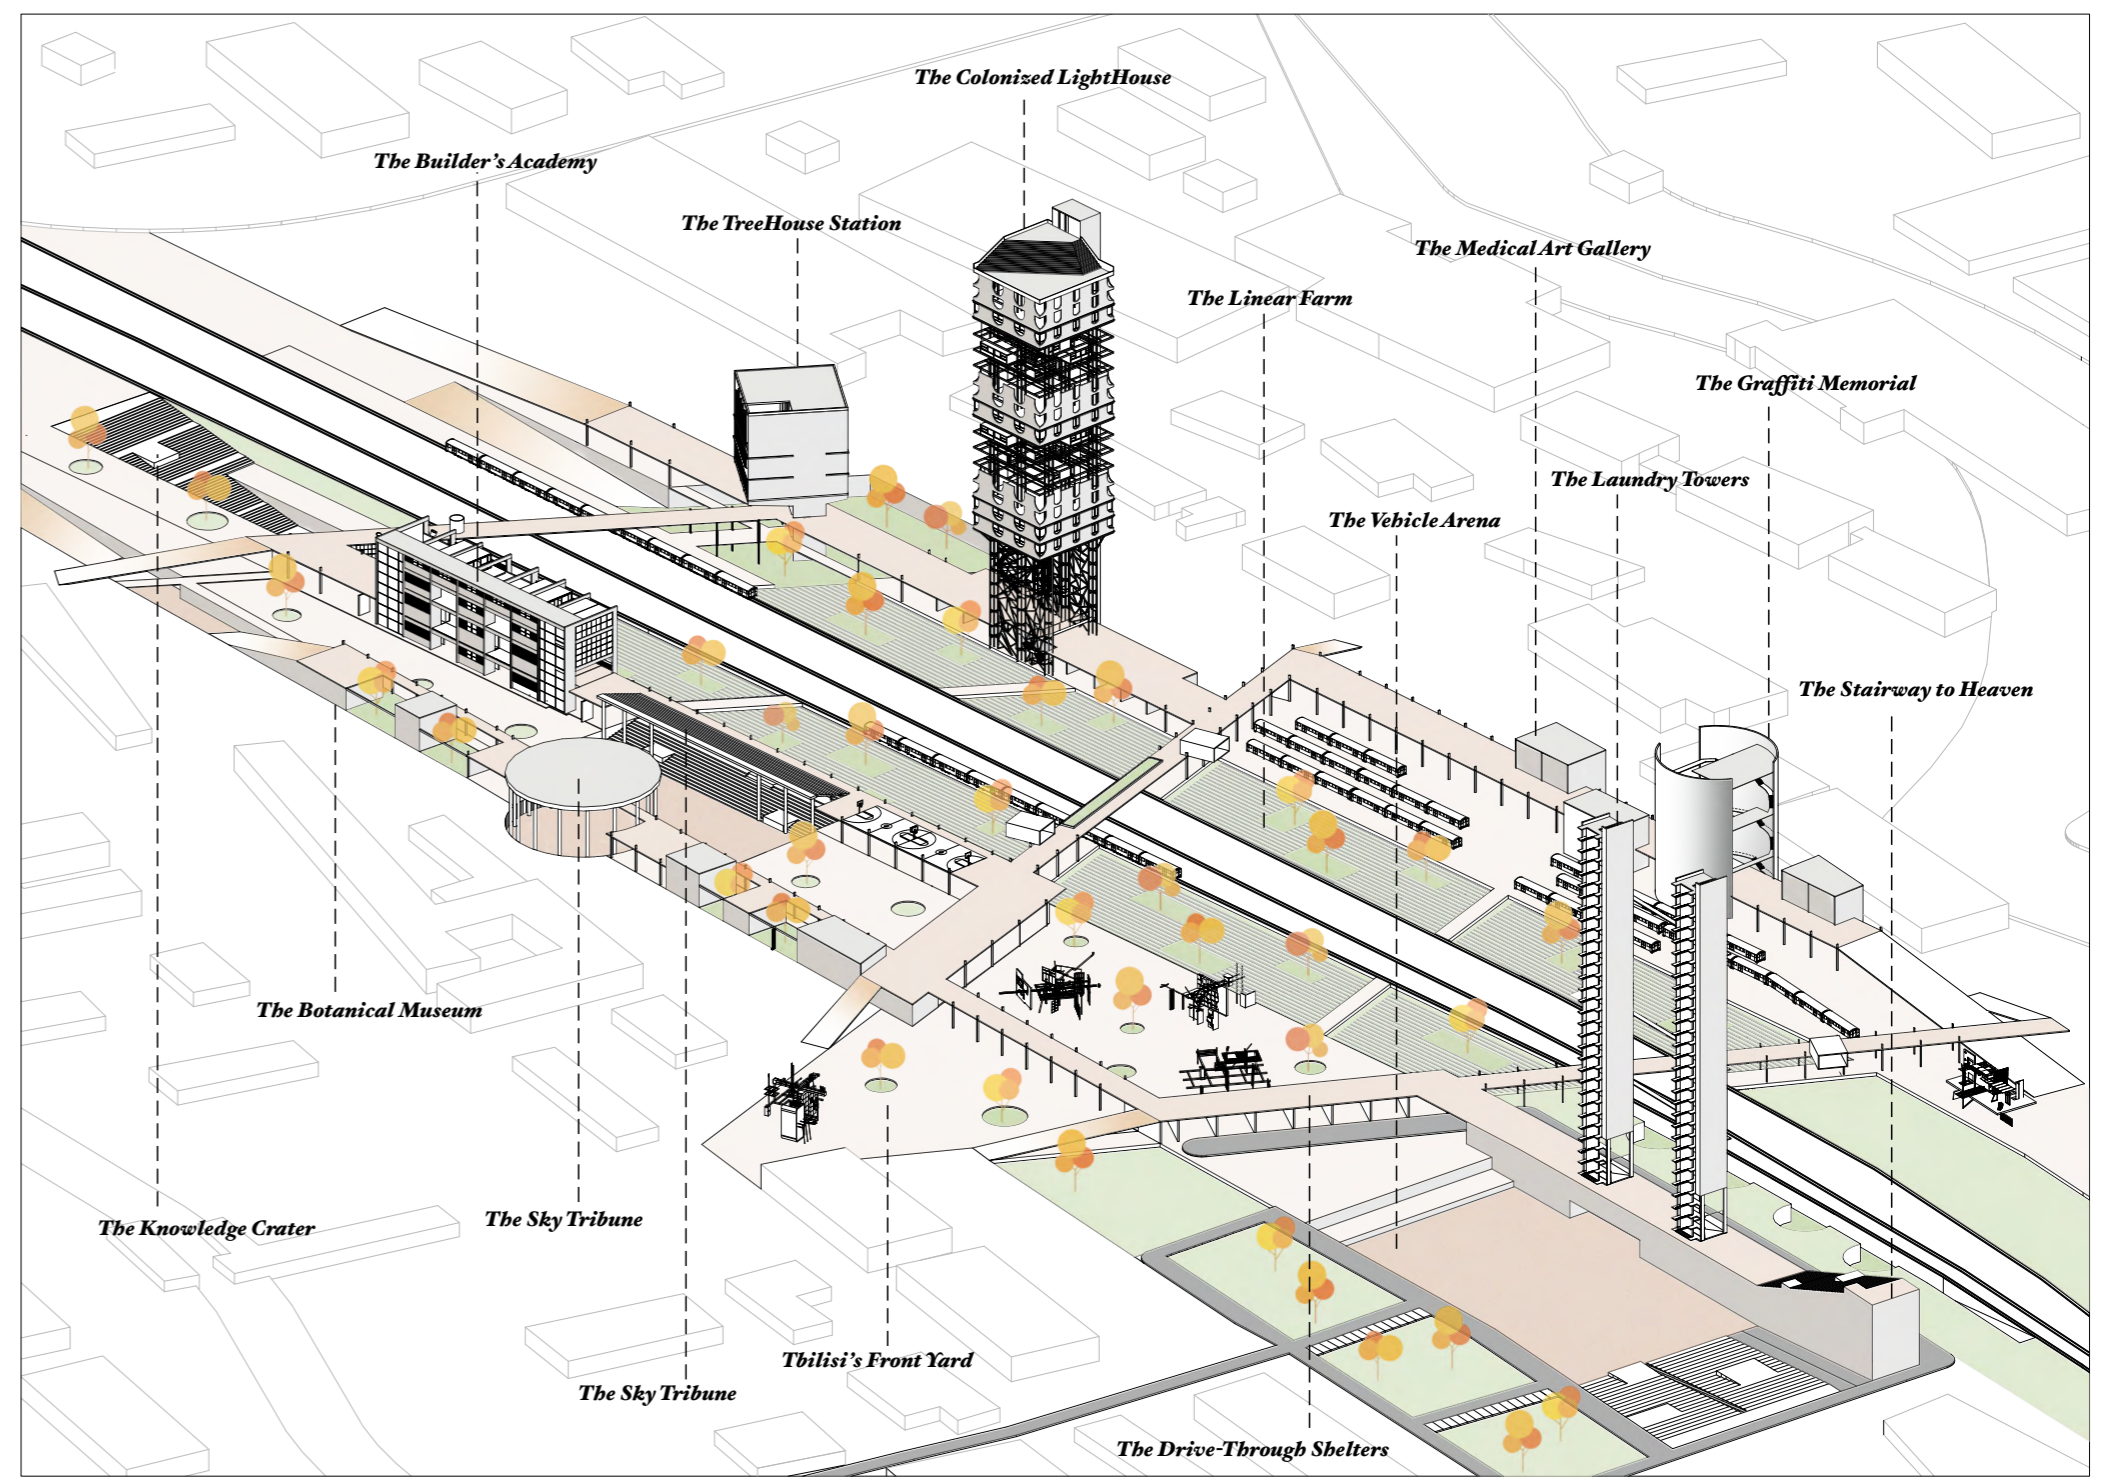 The Colonized LightHouse
The Builder's Academy
The TreeHouse Station
The Medical Art Gallery
The Linear Farm
The Graffiti Memorial
The Laundry Towers
The Vehicle Arena
The Stairway to Heaven
The Botanical Museum
The Sky Tribune
The Knowledge Crater
Tbilisi's Front Yard
The Sky Tribune
The Drive-Through Shelters